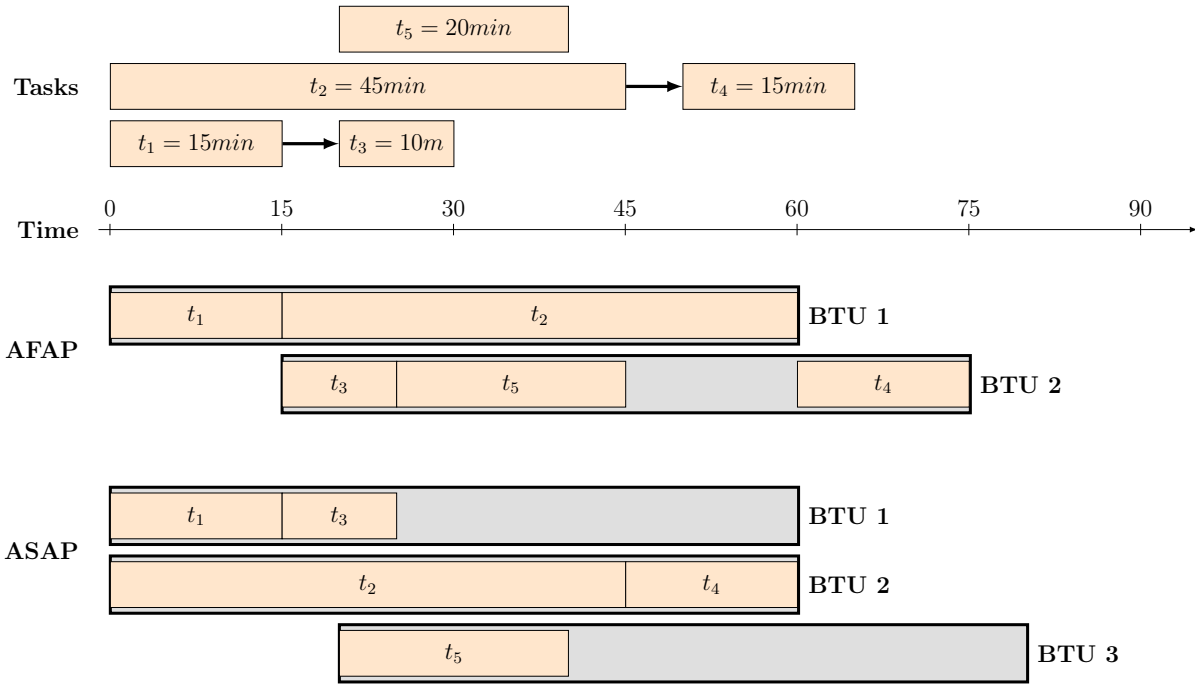 t₅ = 20min
Tasks
t₂ = 45min
t₄ = 15min
t₁ = 15min
t₃ = 10m
Time
0 15 30 45 60 75 90
AFAP
t₁ t₂ BTU 1
t₃ t₅ t₄ BTU 2
ASAP
t₁ t₃ BTU 1
t₂ t₄ BTU 2
t₅ BTU 3